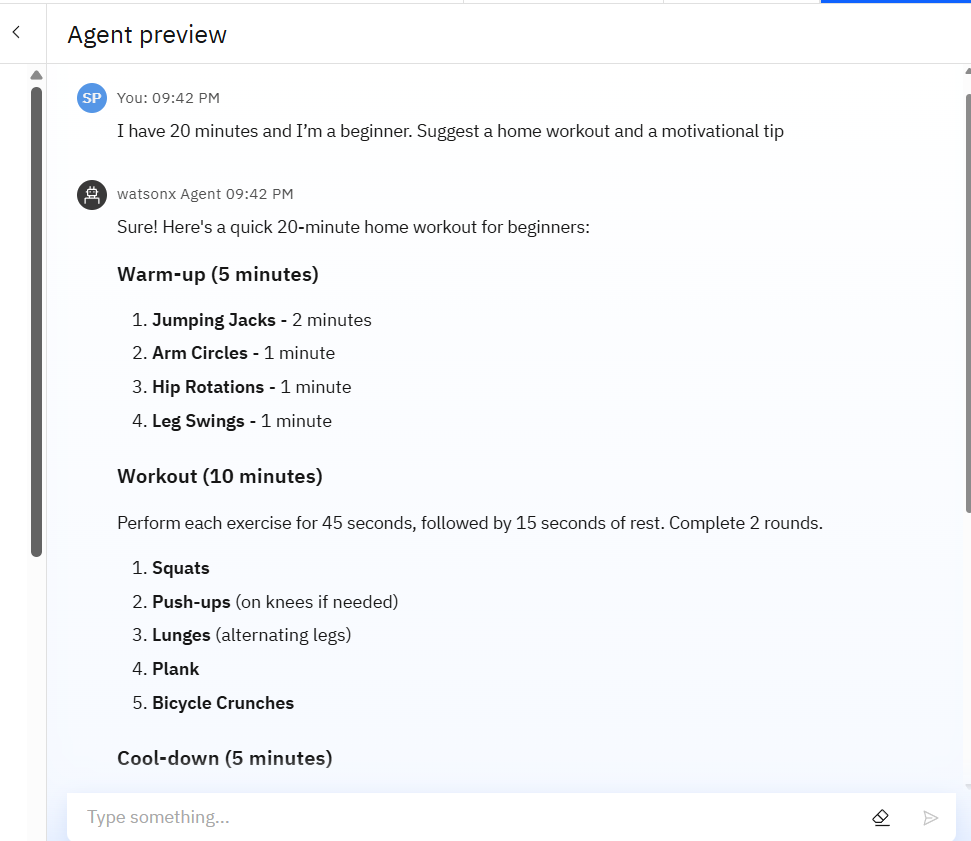 Agent preview
SP
You: 09:42 PM
I have 20 minutes and I’m a beginner. Suggest a home workout and a motivational tip
watsonx Agent 09:42 PM
Sure! Here's a quick 20-minute home workout for beginners:
Warm-up (5 minutes)
1. Jumping Jacks - 2 minutes
2. Arm Circles - 1 minute
3. Hip Rotations - 1 minute
4. Leg Swings - 1 minute
Workout (10 minutes)
Perform each exercise for 45 seconds, followed by 15 seconds of rest. Complete 2 rounds.
1. Squats
2. Push-ups (on knees if needed)
3. Lunges (alternating legs)
4. Plank
5. Bicycle Crunches
Cool-down (5 minutes)
Type something...